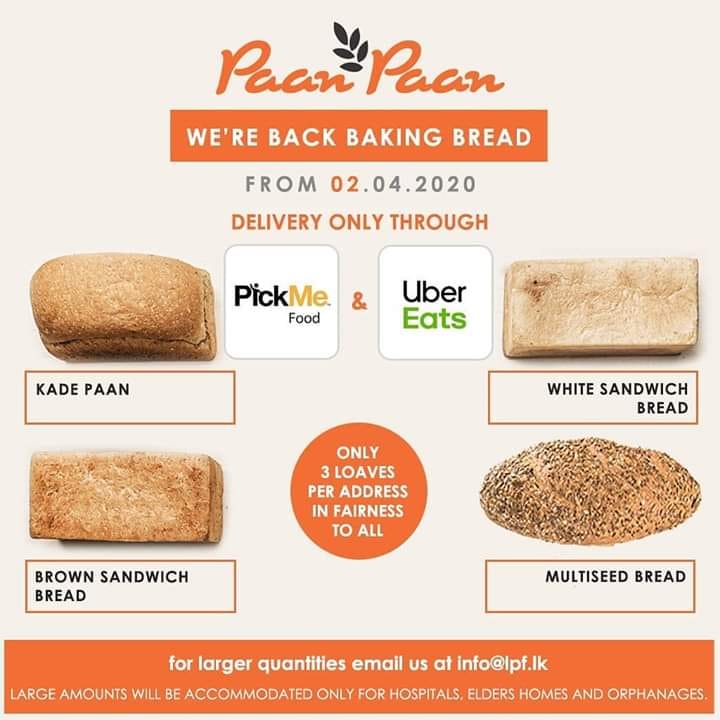 Paan Paan
WE'RE BACK BAKING BREAD
FROM 02.04.2020
DELIVERY ONLY THROUGH
PickMe™
Food
&
Uber
Eats
KADE PAAN
WHITE SANDWICH
BREAD
ONLY
3 LOAVES
PER ADDRESS
IN FAIRNESS
TO ALL
BROWN SANDWICH
BREAD
MULTISEED BREAD
for larger quantities email us at info@lpf.lk
LARGE AMOUNTS WILL BE ACCOMMODATED ONLY FOR HOSPITALS, ELDERS HOMES AND ORPHANAGES.